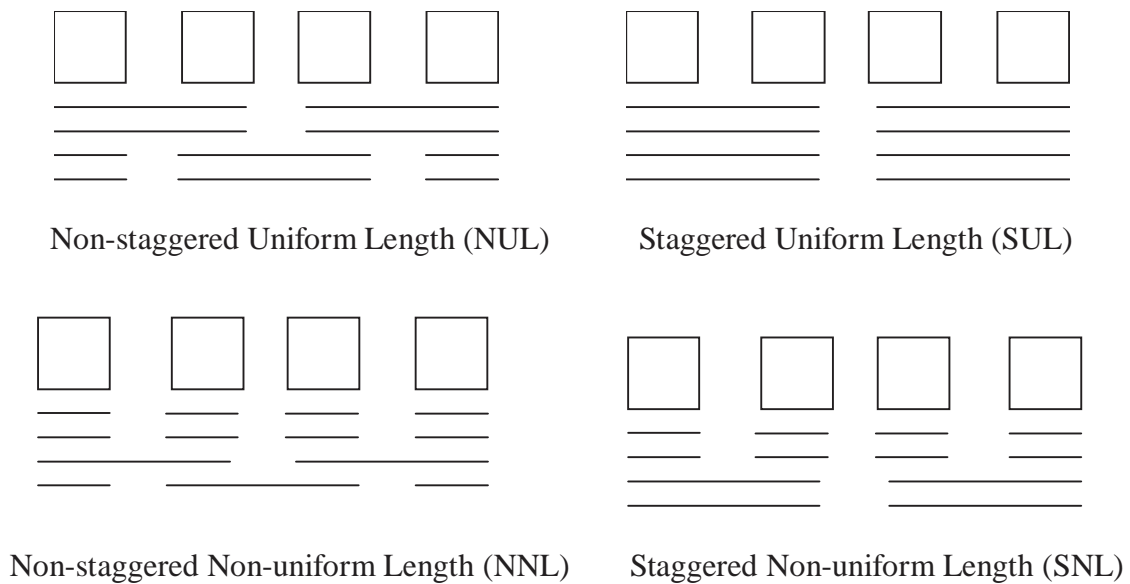 Non-staggered Uniform Length (NUL)
Staggered Uniform Length (SUL)
Non-staggered Non-uniform Length (NNL)
Staggered Non-uniform Length (SNL)